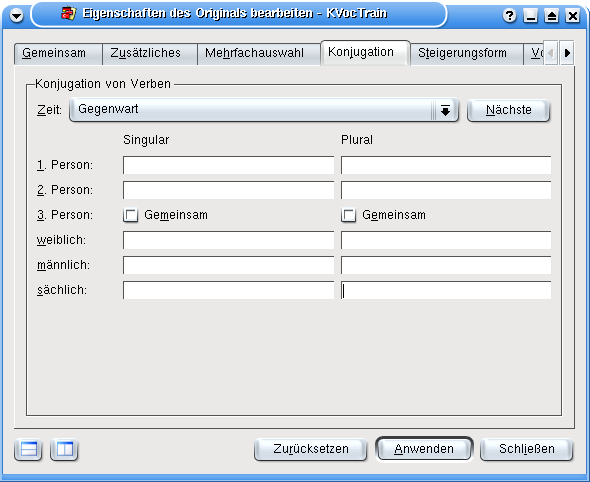 Eigenschaften des Originals bearbeiten - KVocTrain
Gemeinsam Zusätzliches Mehrfachauswahl Konjugation Steigerungsform
Konjugation von Verben
Zeit: Gegenwart Nächste
Singular Plural
1. Person:
2. Person:
3. Person: Gemeinsam Gemeinsam
weiblich:
männlich:
sächlich:
Zurücksetzen Anwenden Schließen